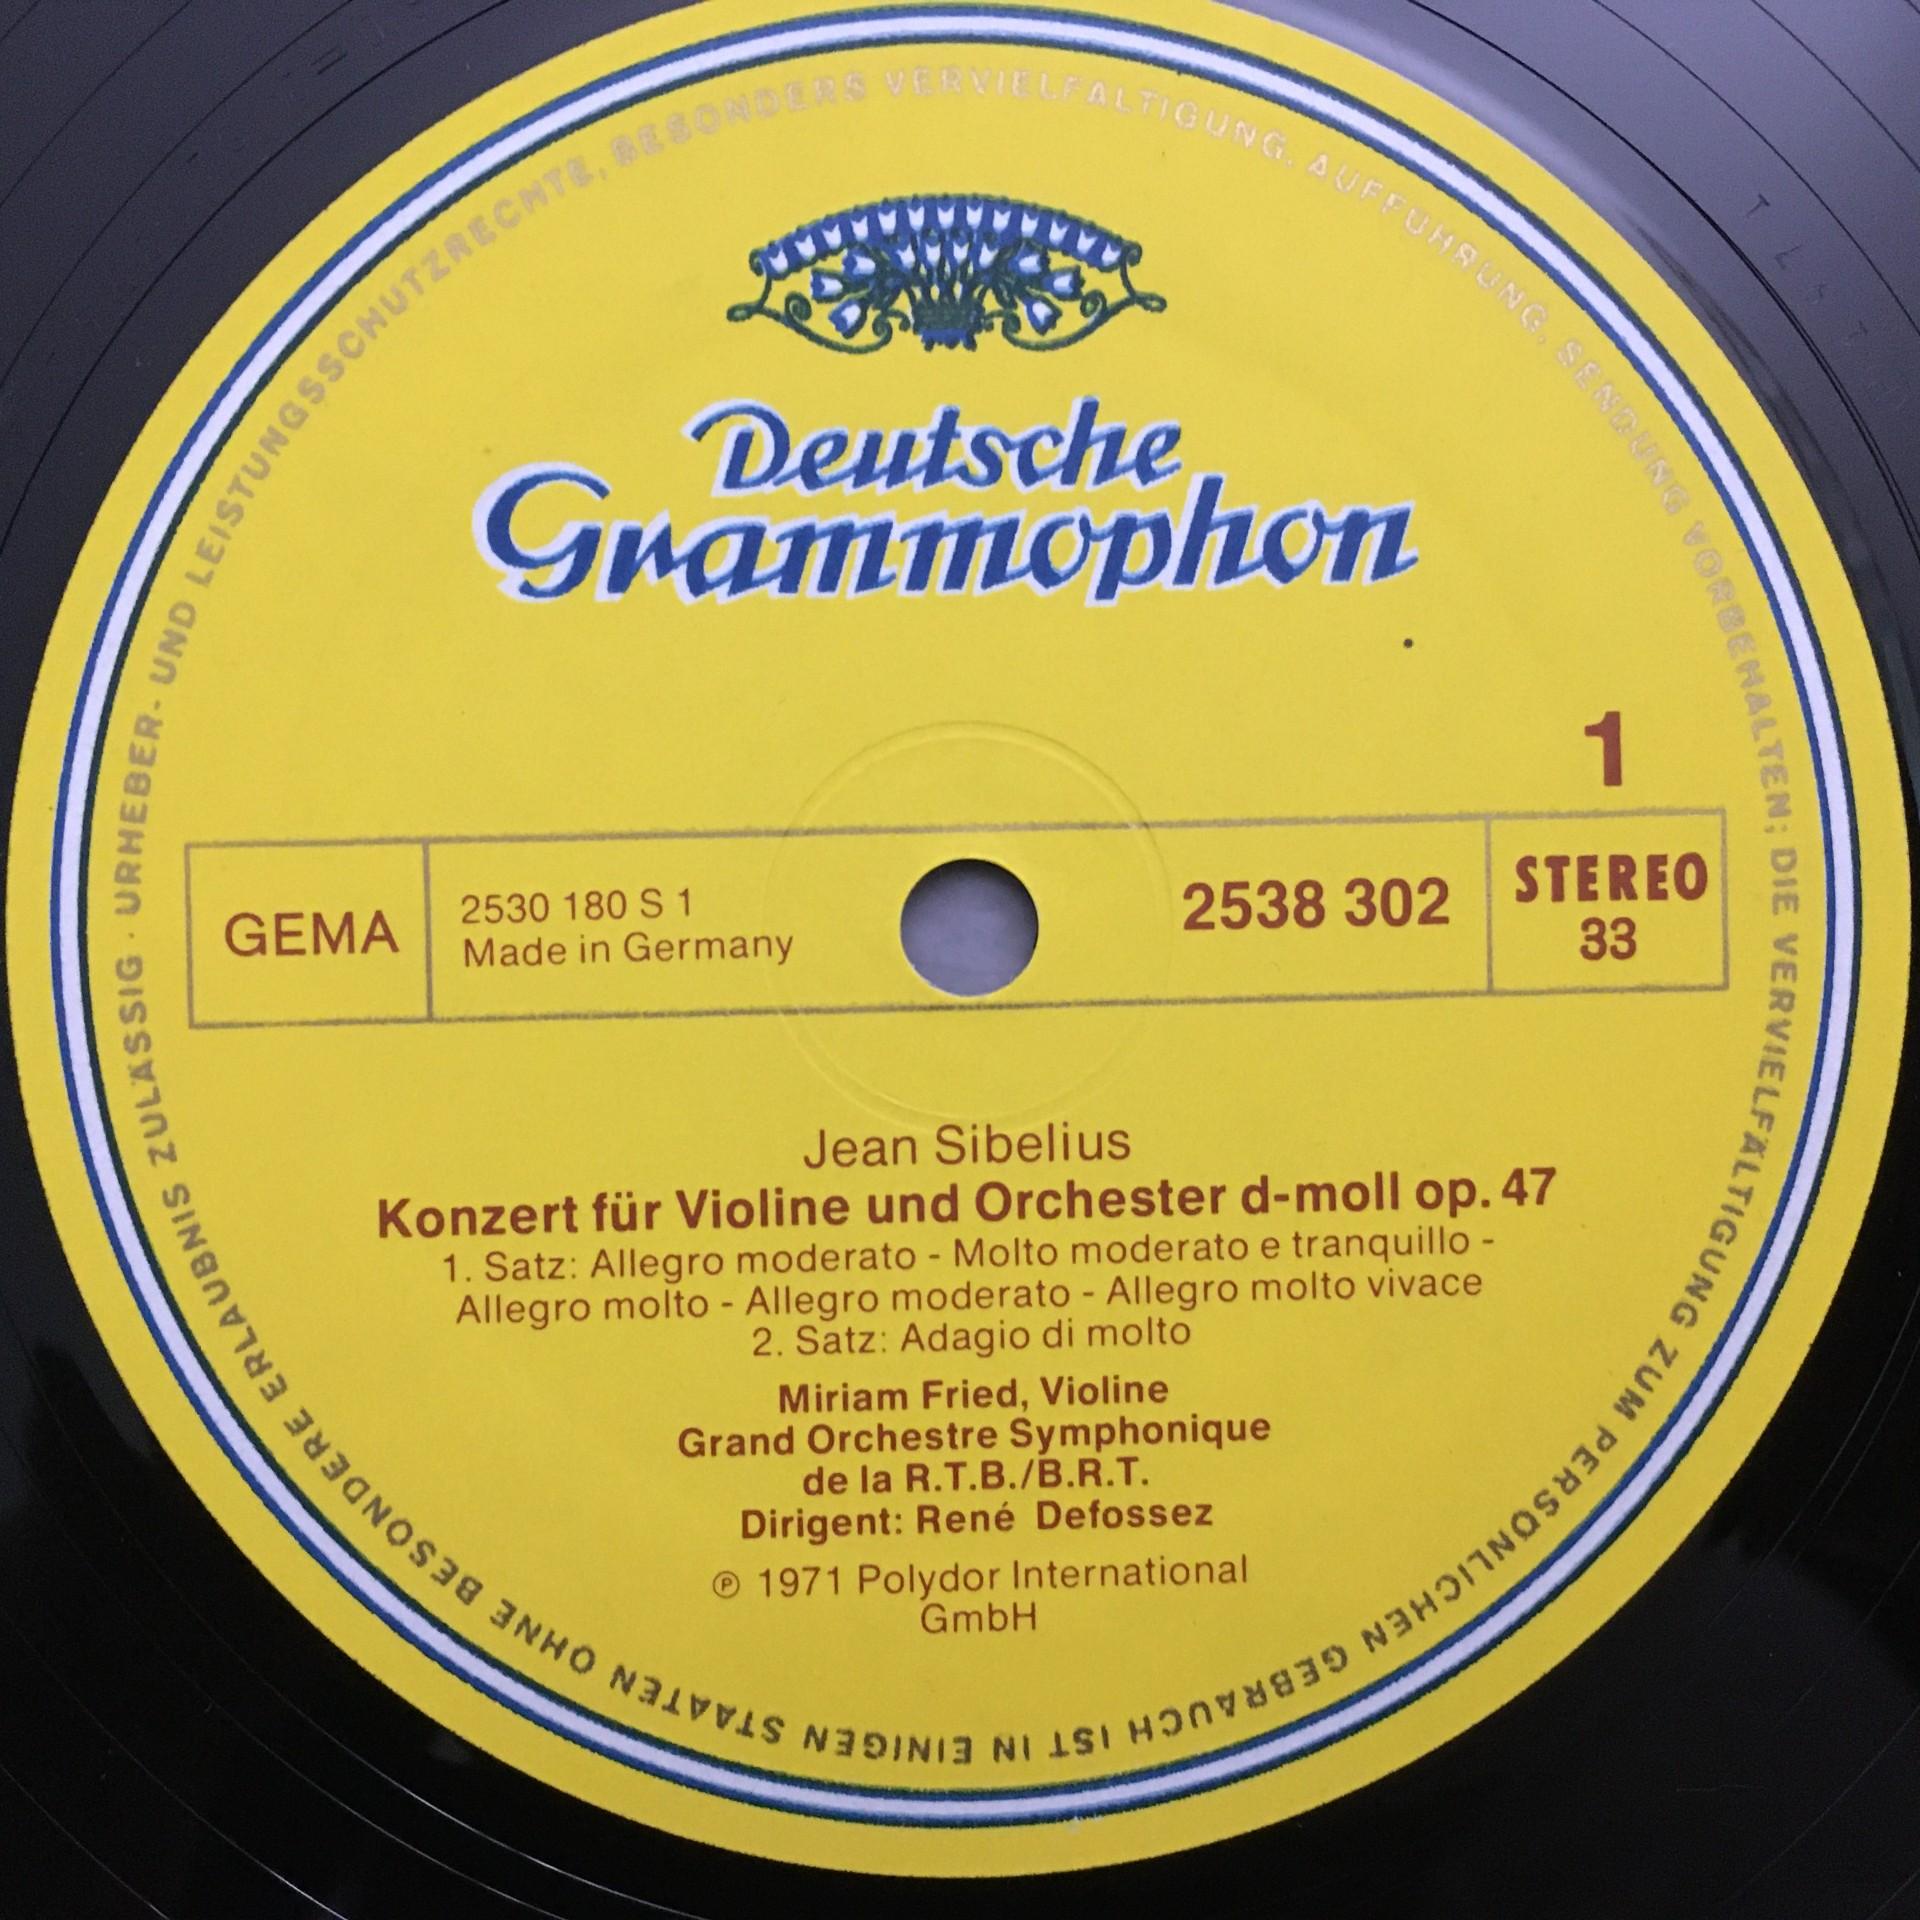 Deutsche
Grammophon
1
GEMA
2530 180 S 1
Made in Germany
2538 302
STEREO
33
Jean Sibelius
Konzert für Violine und Orchester d-moll op. 47
1. Satz: Allegro moderato - Molto moderato e tranquillo -
Allegro molto - Allegro moderato - Allegro molto vivace
2. Satz: Adagio di molto
Miriam Fried, Violine
Grand Orchestre Symphonique
de la R.T.B./B.R.T.
Dirigent: René Defossez
℗ 1971 Polydor International
GmbH
URHEBER- UND LEISTUNGSSCHUTZRECHTE, BESONDERS VERVIELFÄLTIGUNG, AUFFÜHRUNG, SENDUNG VORBEHALTEN; DIE VERVIELFÄLTIGUNG ZUM PERSÖNLICHEN GEBRAUCH IST IN EINIGEN STAATEN OHNE BESONDERE ERLAUBNIS ZULÄSSIG ·